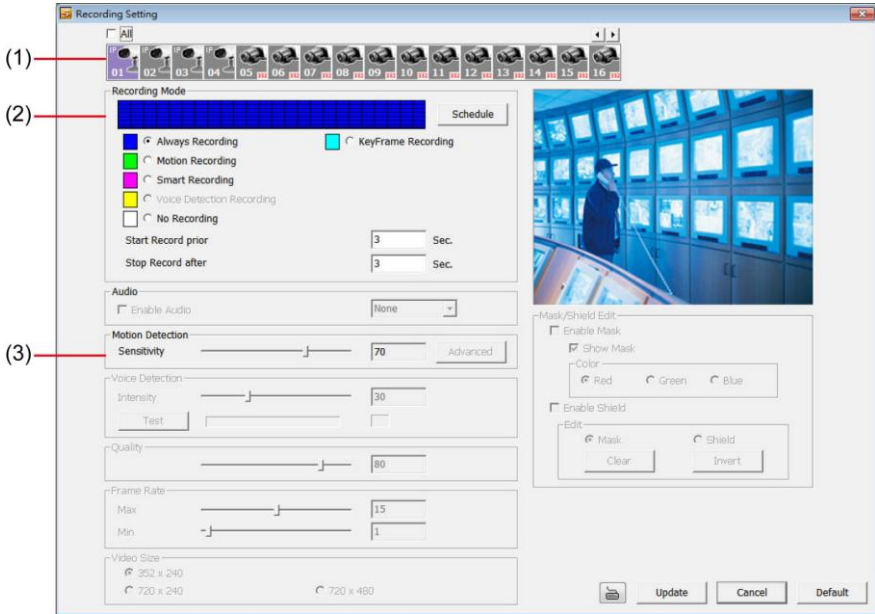 Recording Setting
All
(1)
IP IP IP IP
01 02 03 04 05 06 07 08 09 10 11 12 13 14 15 16
Recording Mode
(2)
Schedule
Always Recording KeyFrame Recording
Motion Recording
Smart Recording
Voice Detection Recording
No Recording
Start Record prior 3 Sec.
Stop Record after 3 Sec.
Audio
Enable Audio None
Motion Detection
(3)
Sensitivity 70 Advanced
Voice Detection
Intensity 30
Test
Quality
80
Frame Rate
Max 15
Min 1
Video Size
352 x 240
720 x 240 720 x 480
Mask/Shield Edit
Enable Mask
Show Mask
Color
Red Green Blue
Enable Shield
Edit
Mask Shield
Clear Invert
Update Cancel Default